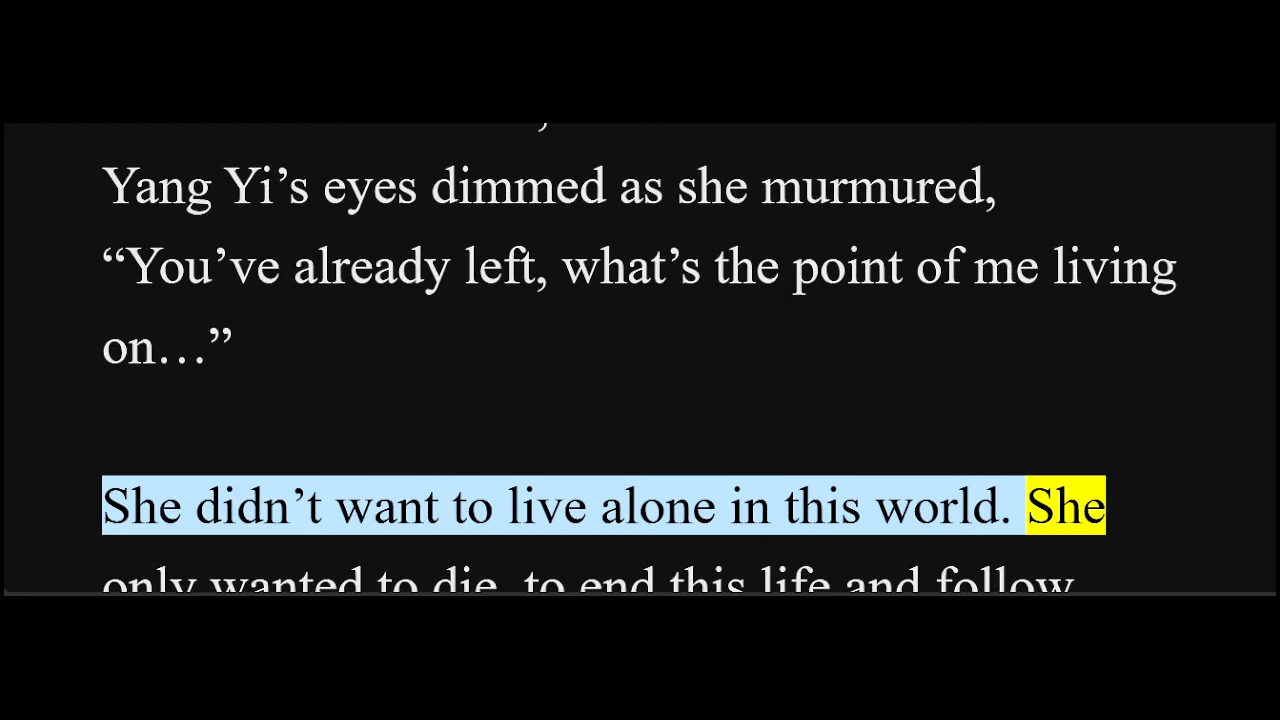 Yang Yi’s eyes dimmed as she murmured,
“You’ve already left, what’s the point of me living
on…”
She didn’t want to live alone in this world. She
only wanted to die, to end this life and follow